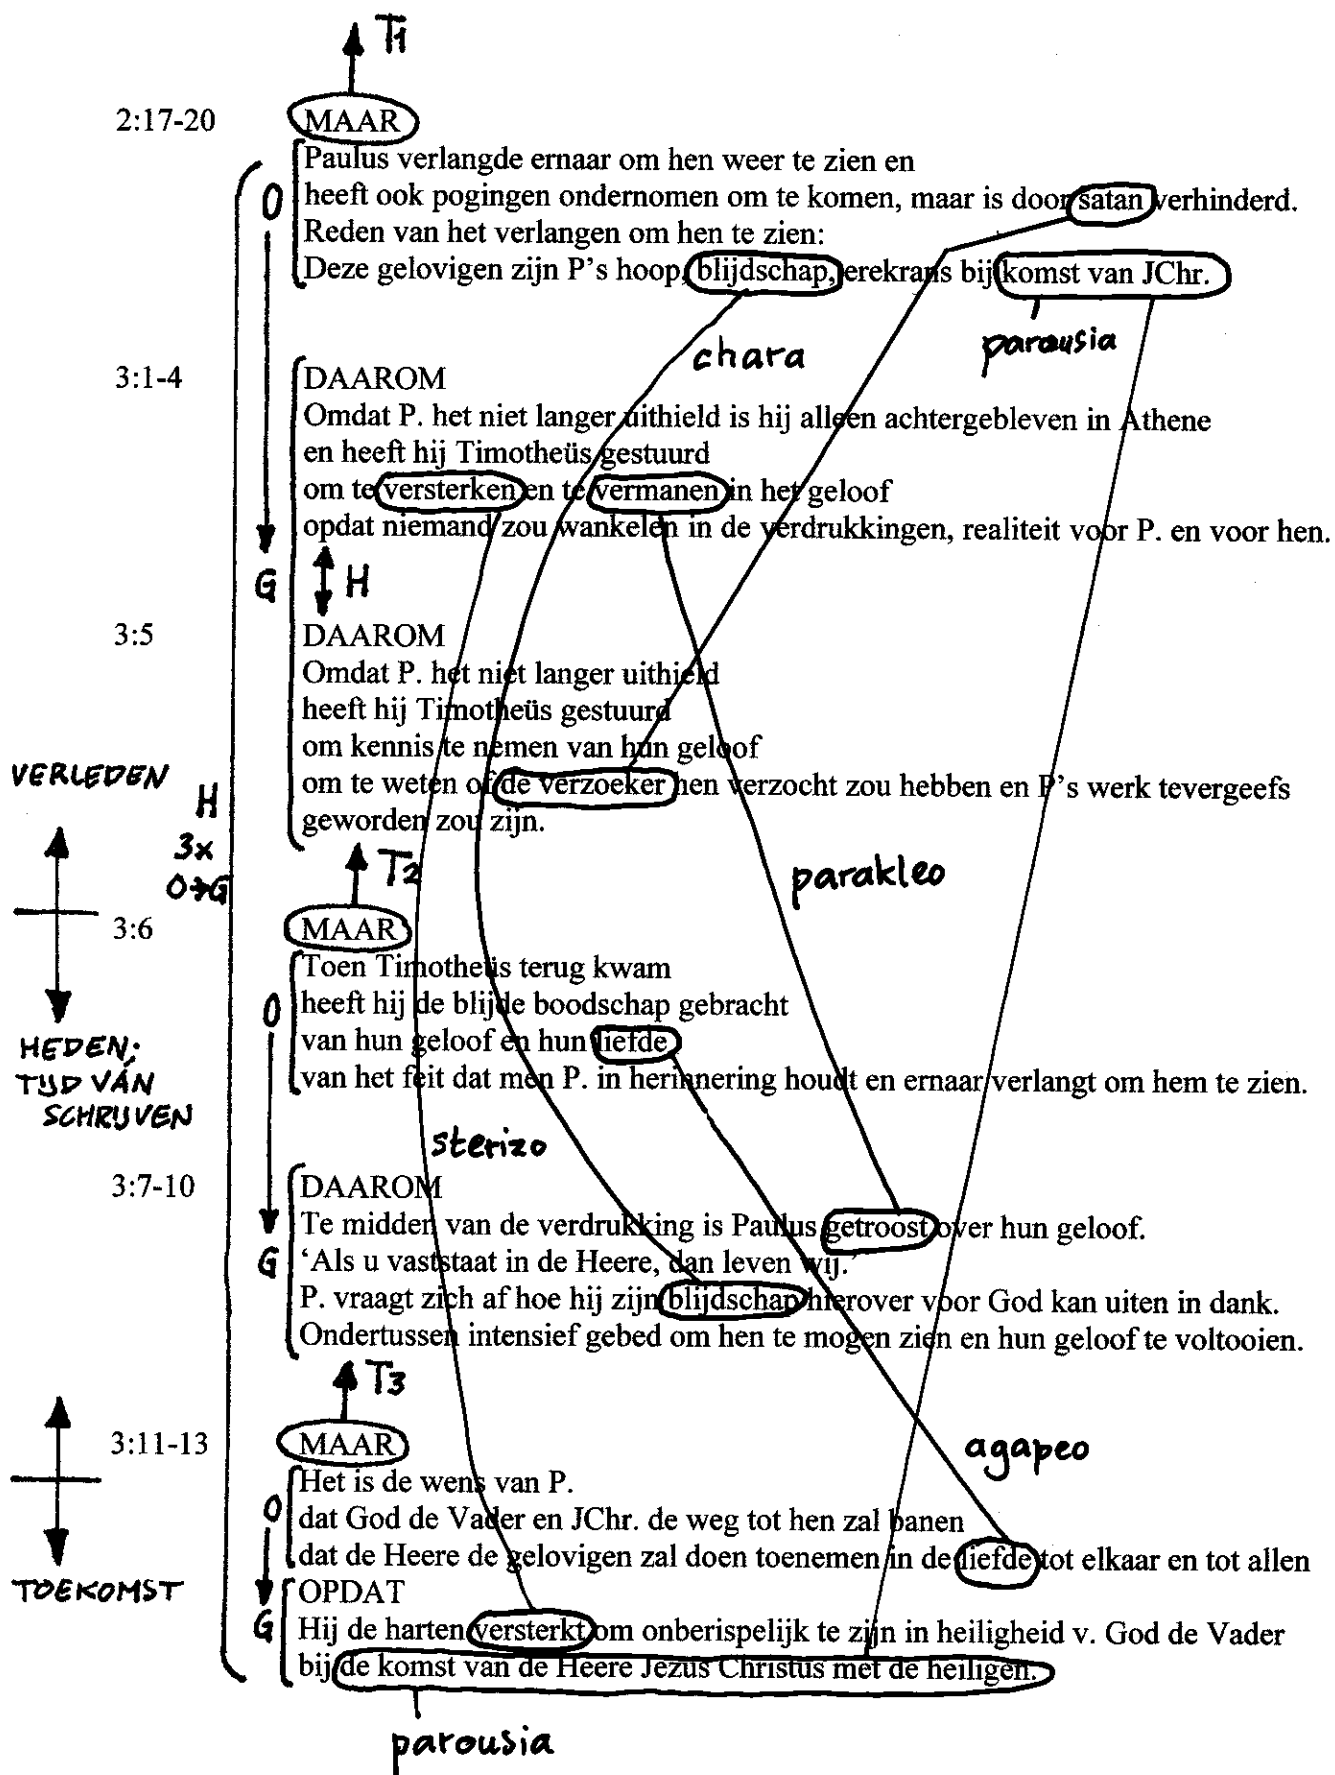 T1
2:17-20 MAAR
Paulus verlangde ernaar om hen weer te zien en
O heeft ook pogingen ondernomen om te komen, maar is door satan verhinderd.
Reden van het verlangen om hen te zien:
Deze gelovigen zijn P's hoop, blijdschap, erekrans bij komst van JChr.
chara parousia
3:1-4 DAAROM
Omdat P. het niet langer uithield is hij alleen achtergebleven in Athene
en heeft hij Timotheüs gestuurd
om te versterken en te vermanen in het geloof
opdat niemand zou wankelen in de verdrukkingen, realiteit voor P. en voor hen.
G H
3:5 DAAROM
Omdat P. het niet langer uithield
heeft hij Timotheüs gestuurd
om kennis te nemen van hun geloof
VERLEDEN om te weten of de verzoeker hen verzocht zou hebben en P's werk tevergeefs
H geworden zou zijn.
3x
T2 parakleo
O→G
3:6 MAAR
Toen Timotheüs terug kwam
O heeft hij de blijde boodschap gebracht
HEDEN; van hun geloof en hun liefde
TIJD VAN van het feit dat men P. in herinnering houdt en ernaar verlangt om hem te zien.
SCHRIJVEN
sterizo
3:7-10 DAAROM
Te midden van de verdrukking is Paulus getroost over hun geloof.
G 'Als u vaststaat in de Heere, dan leven wij.'
P. vraagt zich af hoe hij zijn blijdschap hierover voor God kan uiten in dank.
Ondertussen intensief gebed om hen te mogen zien en hun geloof te voltooien.
T3
3:11-13 MAAR agapeo
Het is de wens van P.
O dat God de Vader en JChr. de weg tot hen zal banen
dat de Heere de gelovigen zal doen toenemen in de liefde tot elkaar en tot allen
TOEKOMST OPDAT
G Hij de harten versterkt om onberispelijk te zijn in heiligheid v. God de Vader
bij de komst van de Heere Jezus Christus met de heiligen.
parousia